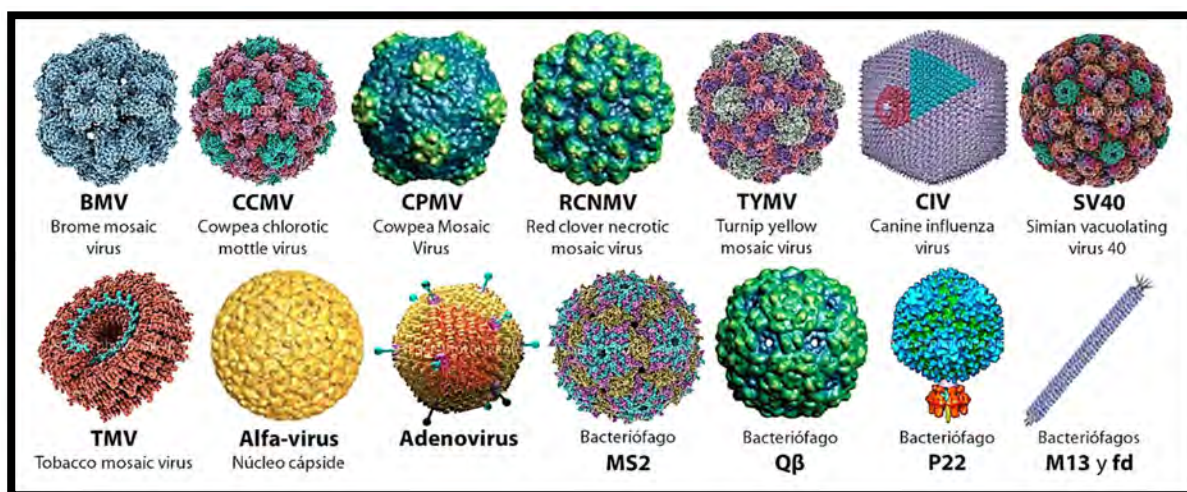 BMV
Brome mosaic
virus
CCMV
Cowpea chlorotic
mottle virus
CPMV
Cowpea Mosaic
Virus
RCNMV
Red clover necrotic
mosaic virus
TYMV
Turnip yellow
mosaic virus
CIV
Canine influenza
virus
SV40
Simian vacuolating
virus 40
TMV
Tobacco mosaic virus
Alfa-virus
Núcleo cápside
Adenovirus
Bacteriófago
MS2
Bacteriófago
Qβ
Bacteriófago
P22
Bacteriófagos
M13 y fd